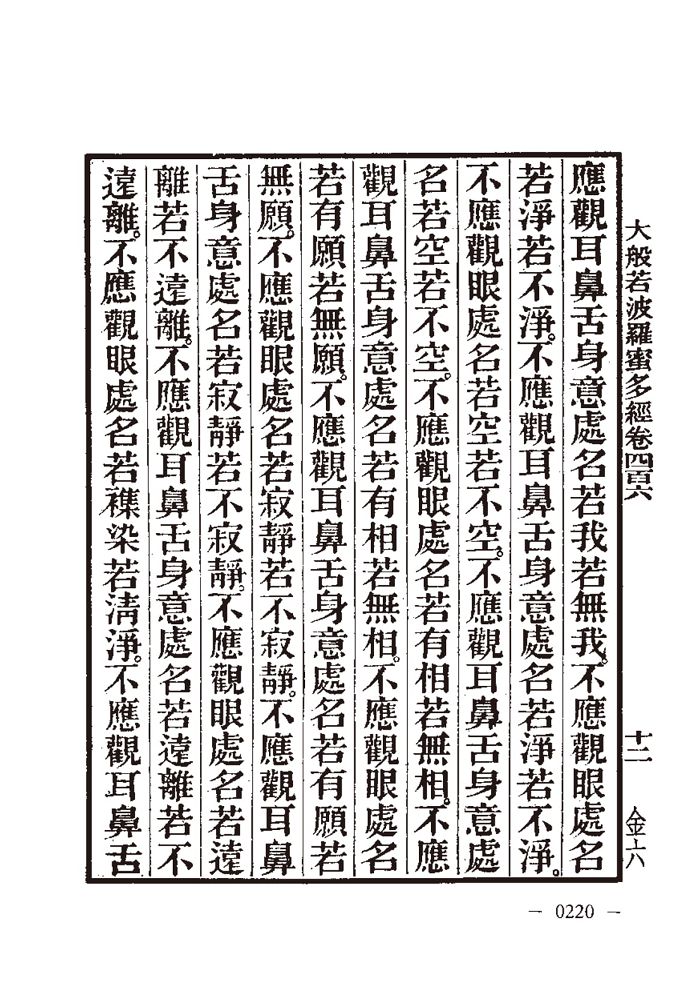 大般若波羅蜜多經卷四百六 十二 金六
應觀耳鼻舌身意處名若我若無我。不應觀眼處名
若淨若不淨。不應觀耳鼻舌身意處名若淨若不淨。
不應觀眼處名若空若不空。不應觀耳鼻舌身意處
名若空若不空。不應觀眼處名若有相若無相。不應
觀耳鼻舌身意處名若有相若無相。不應觀眼處名
若有願若無願。不應觀耳鼻舌身意處名若有願若
無願。不應觀眼處名若寂靜若不寂靜。不應觀耳鼻
舌身意處名若寂靜若不寂靜。不應觀眼處名若遠
離若不遠離。不應觀耳鼻舌身意處名若遠離若不
遠離。不應觀眼處名若襍染若淸淨。不應觀耳鼻舌
— 0220 —